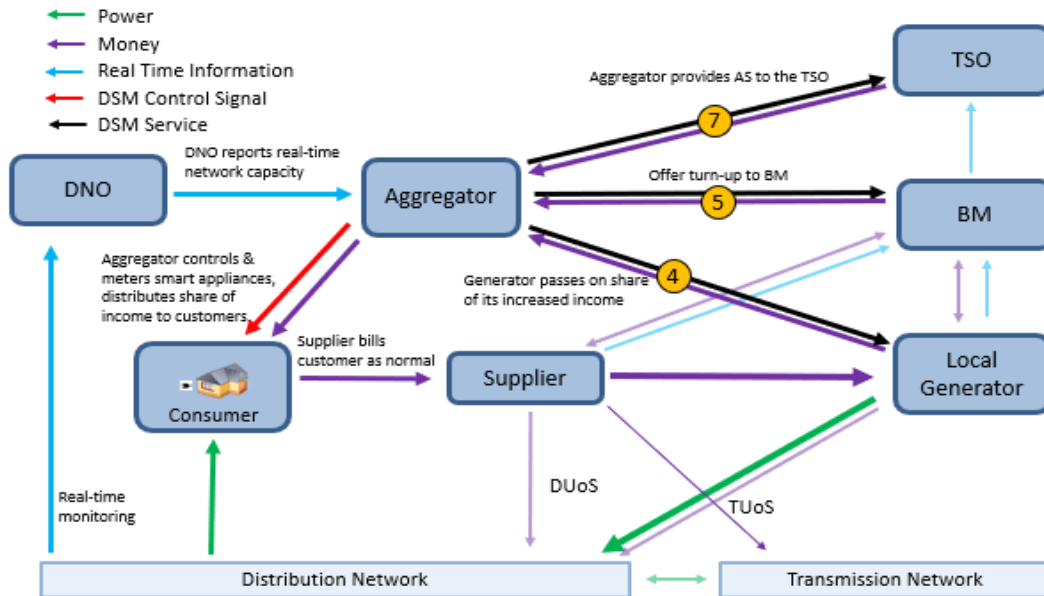 Power
Money
Real Time Information
DSM Control Signal
DSM Service
TSO
Aggregator provides AS to the TSO
7
DNO reports real-time
network capacity
DNO
Aggregator
Offer turn-up to BM
5
BM
Aggregator controls &
meters smart appliances,
distributes share of
income to customers.
Generator passes on share
of its increased income
4
Supplier bills
customer as normal
Consumer
Supplier
Local
Generator
Real-time
monitoring
DUoS
TUoS
Distribution Network
Transmission Network